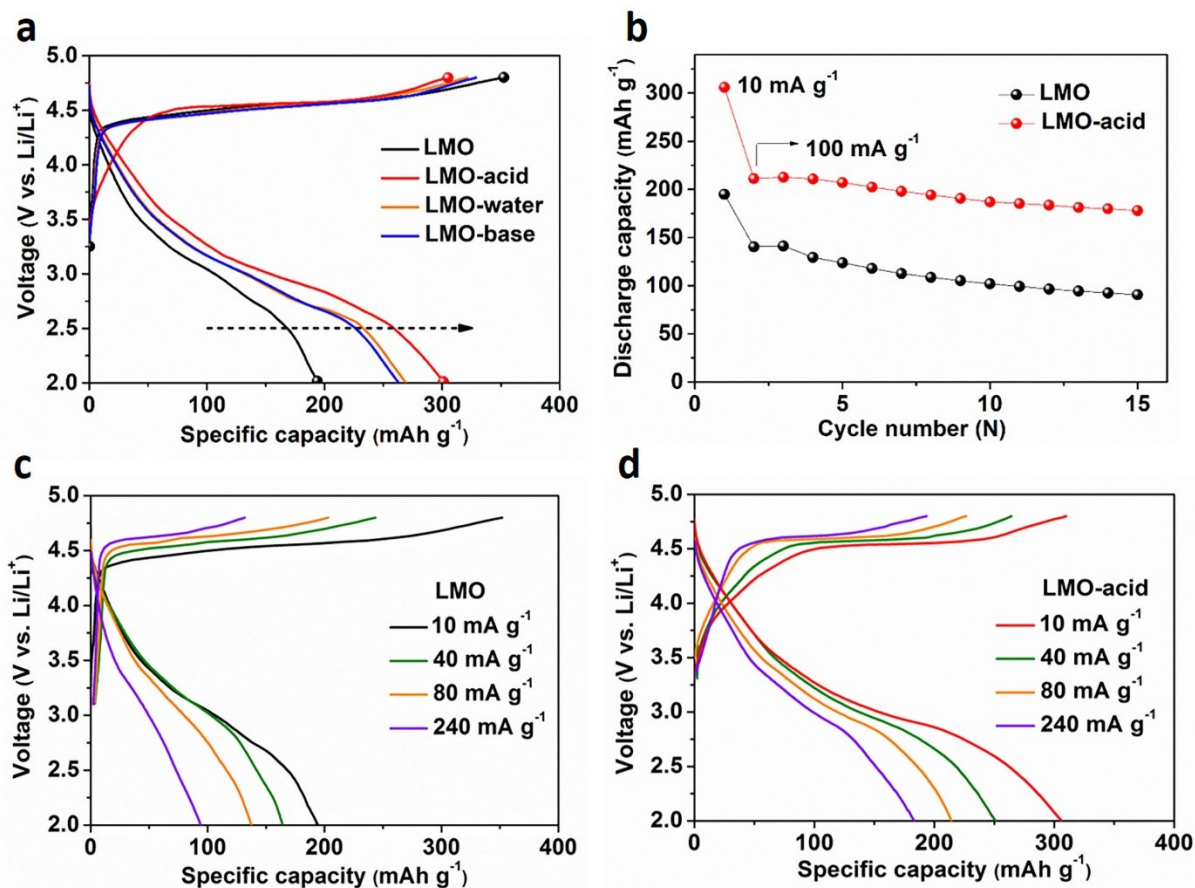 a
5.0
4.5
4.0
3.5
3.0
2.5
2.0
Voltage (V vs. Li/Li⁺)
LMO
LMO-acid
LMO-water
LMO-base
0 100 200 300 400
Specific capacity (mAh g⁻¹)
b
300
250
200
150
100
50
0
Discharge capacity (mAh g⁻¹)
10 mA g⁻¹
100 mA g⁻¹
LMO
LMO-acid
0 5 10 15
Cycle number (N)
c
5.0
4.5
4.0
3.5
3.0
2.5
2.0
Voltage (V vs. Li/Li⁺)
LMO
10 mA g⁻¹
40 mA g⁻¹
80 mA g⁻¹
240 mA g⁻¹
0 100 200 300 400
Specific capacity (mAh g⁻¹)
d
5.0
4.5
4.0
3.5
3.0
2.5
2.0
Voltage (V vs. Li/Li⁺)
LMO-acid
10 mA g⁻¹
40 mA g⁻¹
80 mA g⁻¹
240 mA g⁻¹
0 100 200 300 400
Specific capacity (mAh g⁻¹)